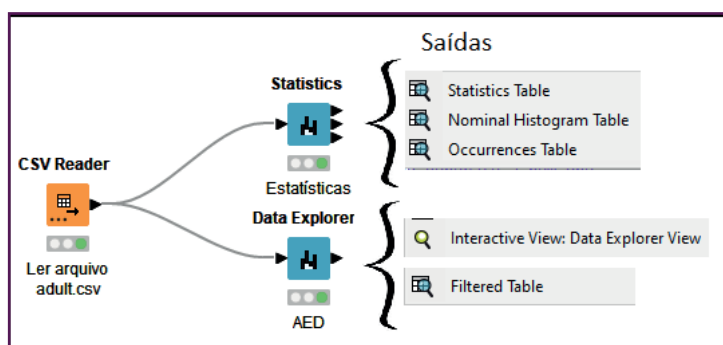 Saídas
Statistics
Statistics Table
Nominal Histogram Table
Occurrences Table
Estatísticas
CSV Reader
Ler arquivo
adult.csv
Data Explorer
Interactive View: Data Explorer View
Filtered Table
AED